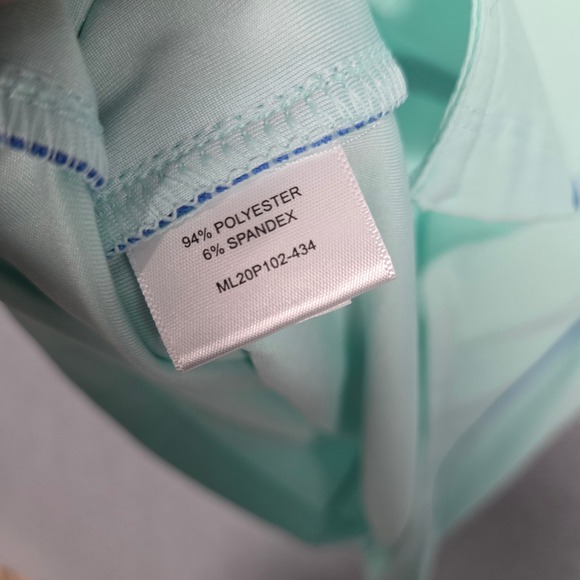 94% POLYESTER
6% SPANDEX
ML20P102-434